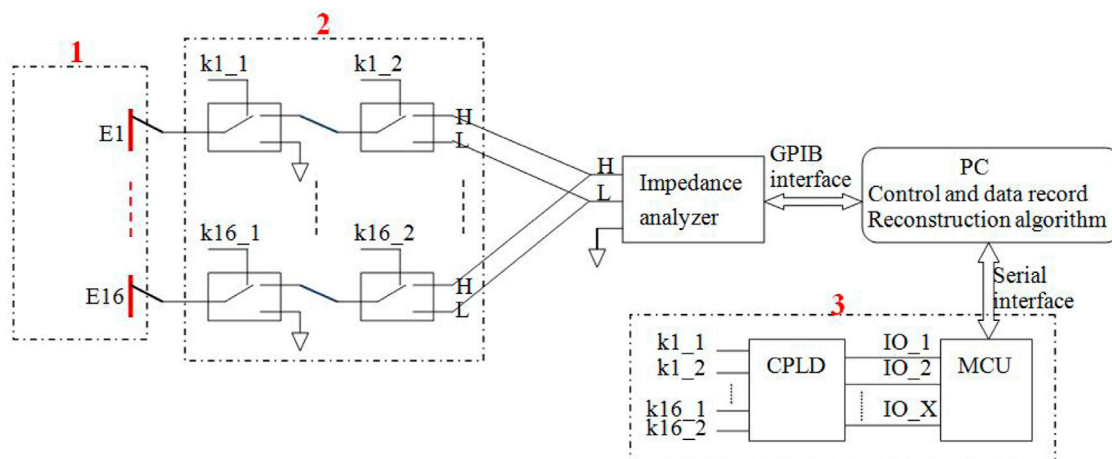 1
2
k1_1
k1_2
E1
H
L
k16_1
k16_2
E16
H
L
H
L
Impedance
analyzer
GPIB
interface
PC
Control and data record
Reconstruction algorithm
Serial
interface
3
k1_1
k1_2
k16_1
k16_2
CPLD
IO_1
IO_2
IO_X
MCU